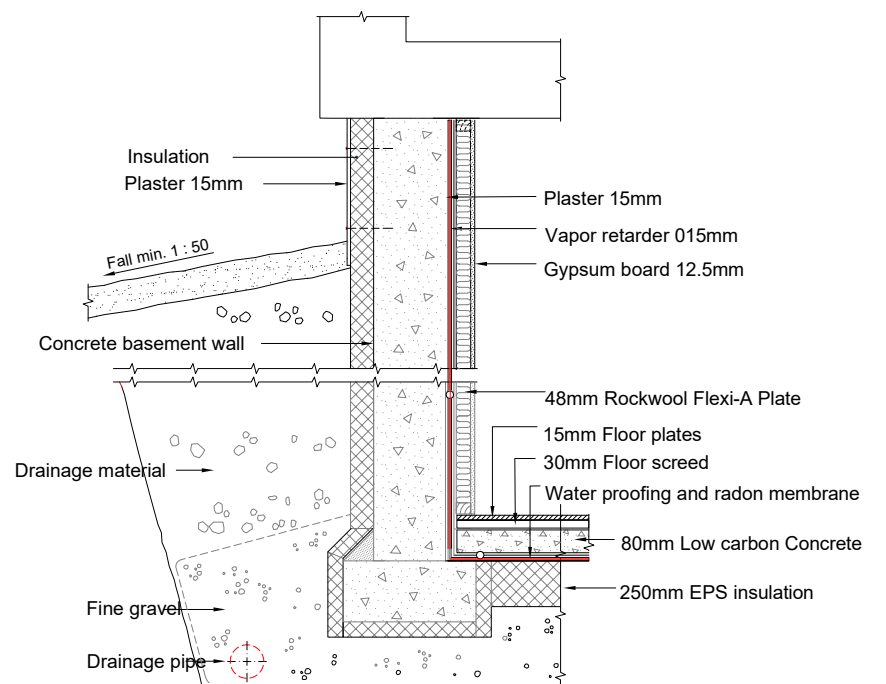 Insulation
Plaster 15mm
Plaster 15mm
Vapor retarder 015mm
Gypsum board 12.5mm
Fall min. 1 : 50
Concrete basement wall
48mm Rockwool Flexi-A Plate
15mm Floor plates
30mm Floor screed
Drainage material
Water proofing and radon membrane
80mm Low carbon Concrete
250mm EPS insulation
Fine gravel
Drainage pipe